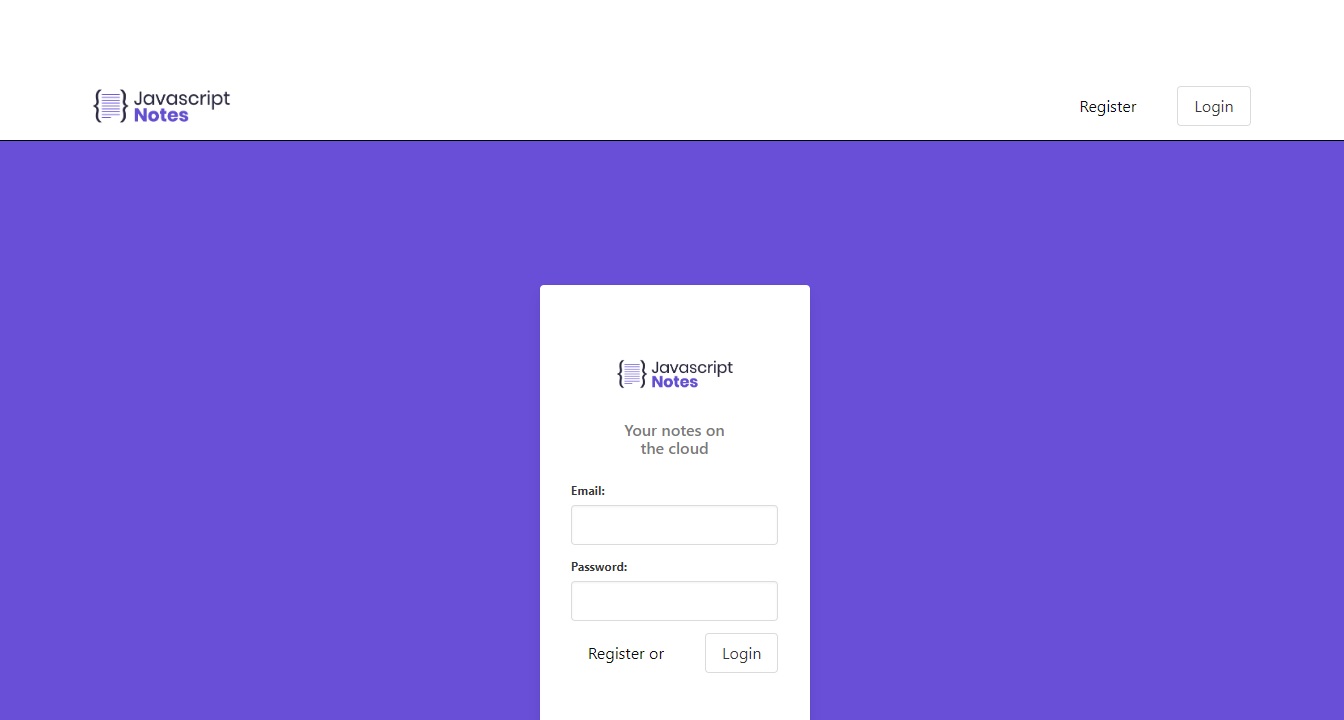 Javascript
Notes
Register
Login
Javascript
Notes
Your notes on
the cloud
Email:
Password:
Register or
Login